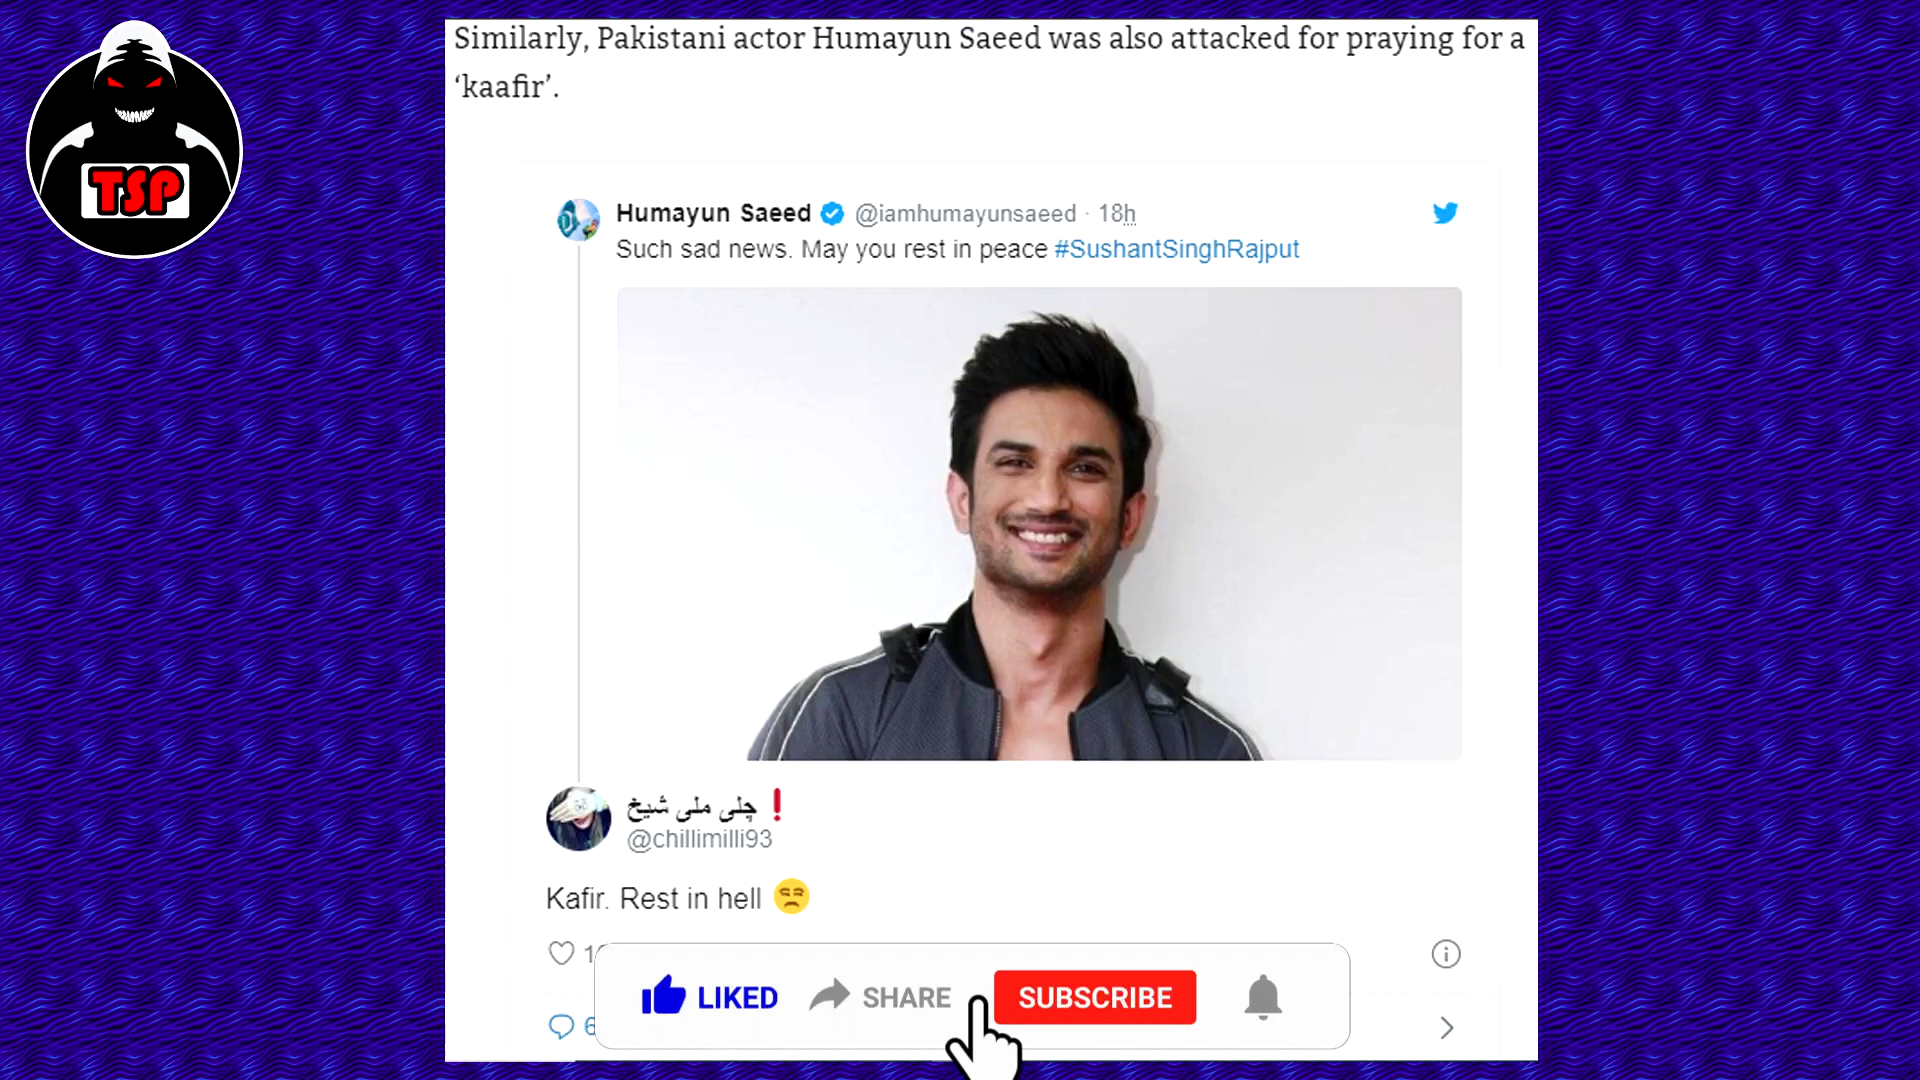 Similarly, Pakistani actor Humayun Saeed was also attacked for praying for a
‘kaafir’.
TSP
Humayun Saeed @iamhumayunsaeed · 18h
Such sad news. May you rest in peace #SushantSinghRajput
چلی ملی شیخ❗
@chillimilli93
Kafir. Rest in hell 😒
LIKED SHARE SUBSCRIBE